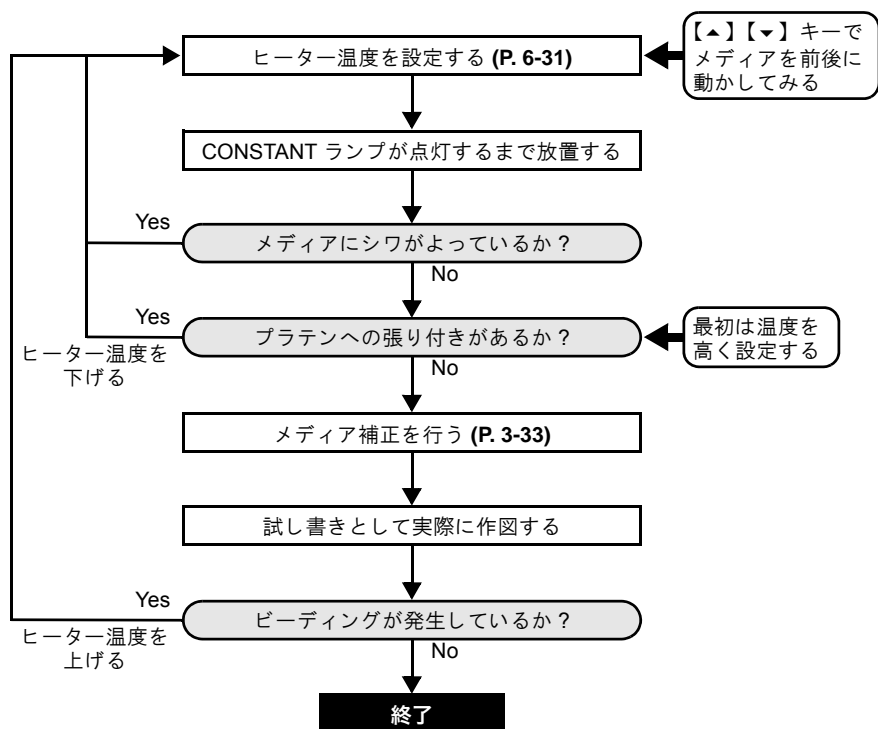 ヒーター温度を設定する (P. 6-31)
【▲】【▼】キーで
メディアを前後に
動かしてみる
CONSTANT ランプが点灯するまで放置する
Yes
メディアにシワがよっているか？
No
Yes
プラテンへの張り付きがあるか？
最初は温度を
高く設定する
ヒーター温度を
下げる
No
メディア補正を行う (P. 3-33)
試し書きとして実際に作図する
Yes
ビーディングが発生しているか？
ヒーター温度を
上げる
No
終了